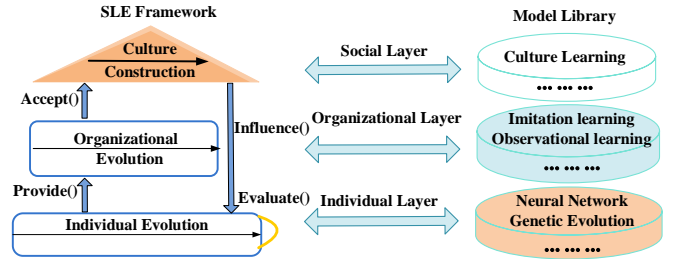 SLE Framework
Model Library
Culture
Construction
Social Layer
Culture Learning
... ... ...
Accept()
Influence()
Organizational Layer
Imitation learning
Observational learning
... ... ...
Organizational
Evolution
Provide()
Evaluate()
Individual Layer
Neural Network
Genetic Evolution
... ... ...
Individual Evolution